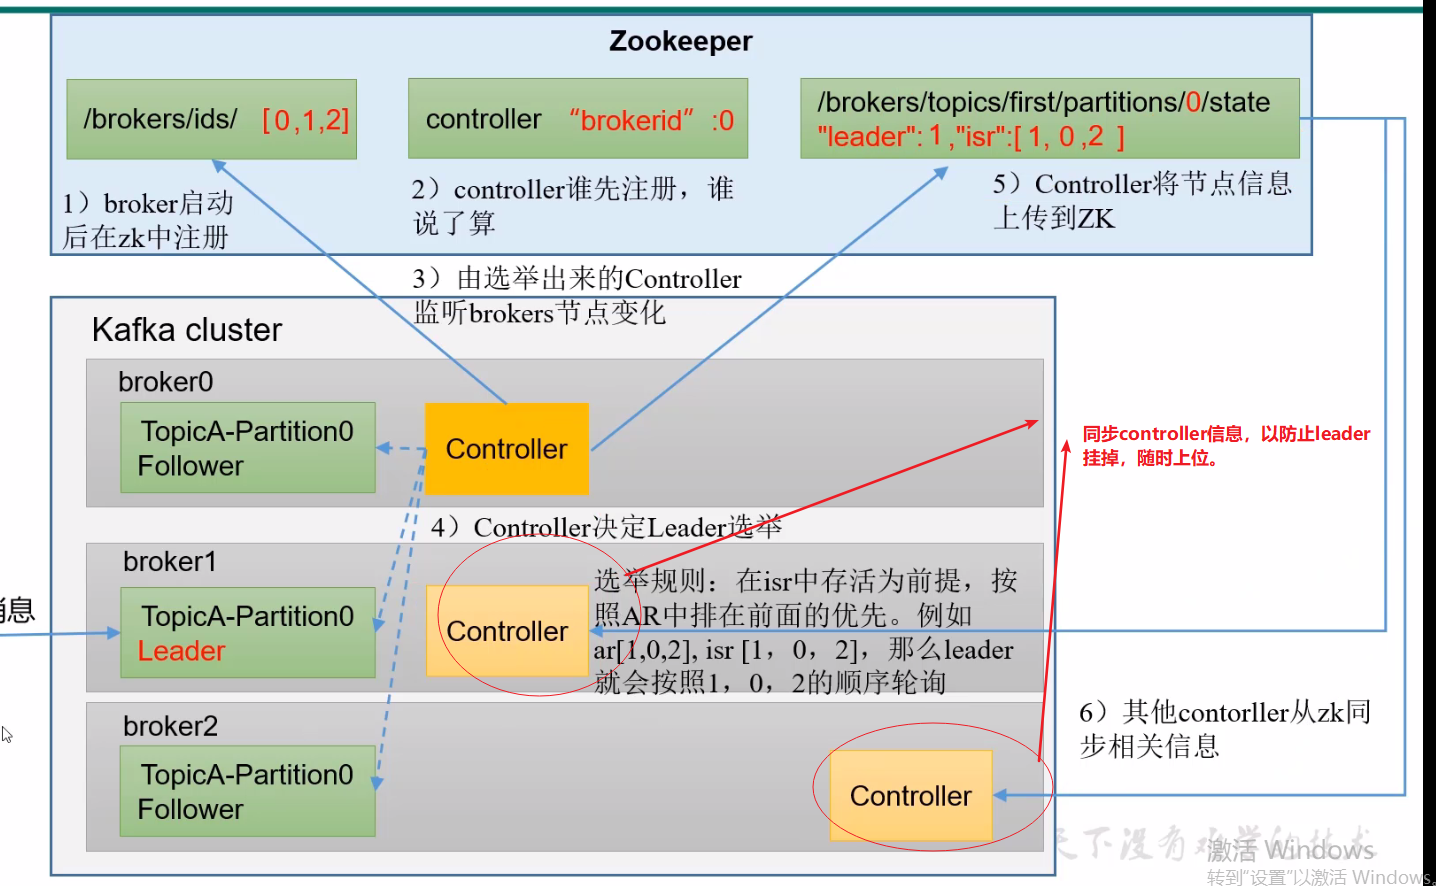 Zookeeper
/brokers/ids/ [0,1,2]
controller “brokerid” :0
/brokers/topics/first/partitions/0/state
"leader": 1 ,"isr":[ 1, 0 ,2 ]
1）broker启动
后在zk中注册
2）controller谁先注册，谁
说了算
5）Controller将节点信息
上传到ZK
3）由选举出来的Controller
监听brokers节点变化
Kafka cluster
broker0
TopicA-Partition0
Follower
Controller
同步controller信息，以防止leader
挂掉，随时上位。
4）Controller决定Leader选举
broker1
TopicA-Partition0
Leader
Controller
选举规则：在isr中存活为前提，按
照AR中排在前面的优先。例如
ar[1,0,2], isr [1，0，2]，那么leader
就会按照1，0，2的顺序轮询
消息
broker2
TopicA-Partition0
Follower
Controller
6）其他contorller从zk同
步相关信息
天下没有难学的技术
激活 Windows
转到"设置"以激活 Windows